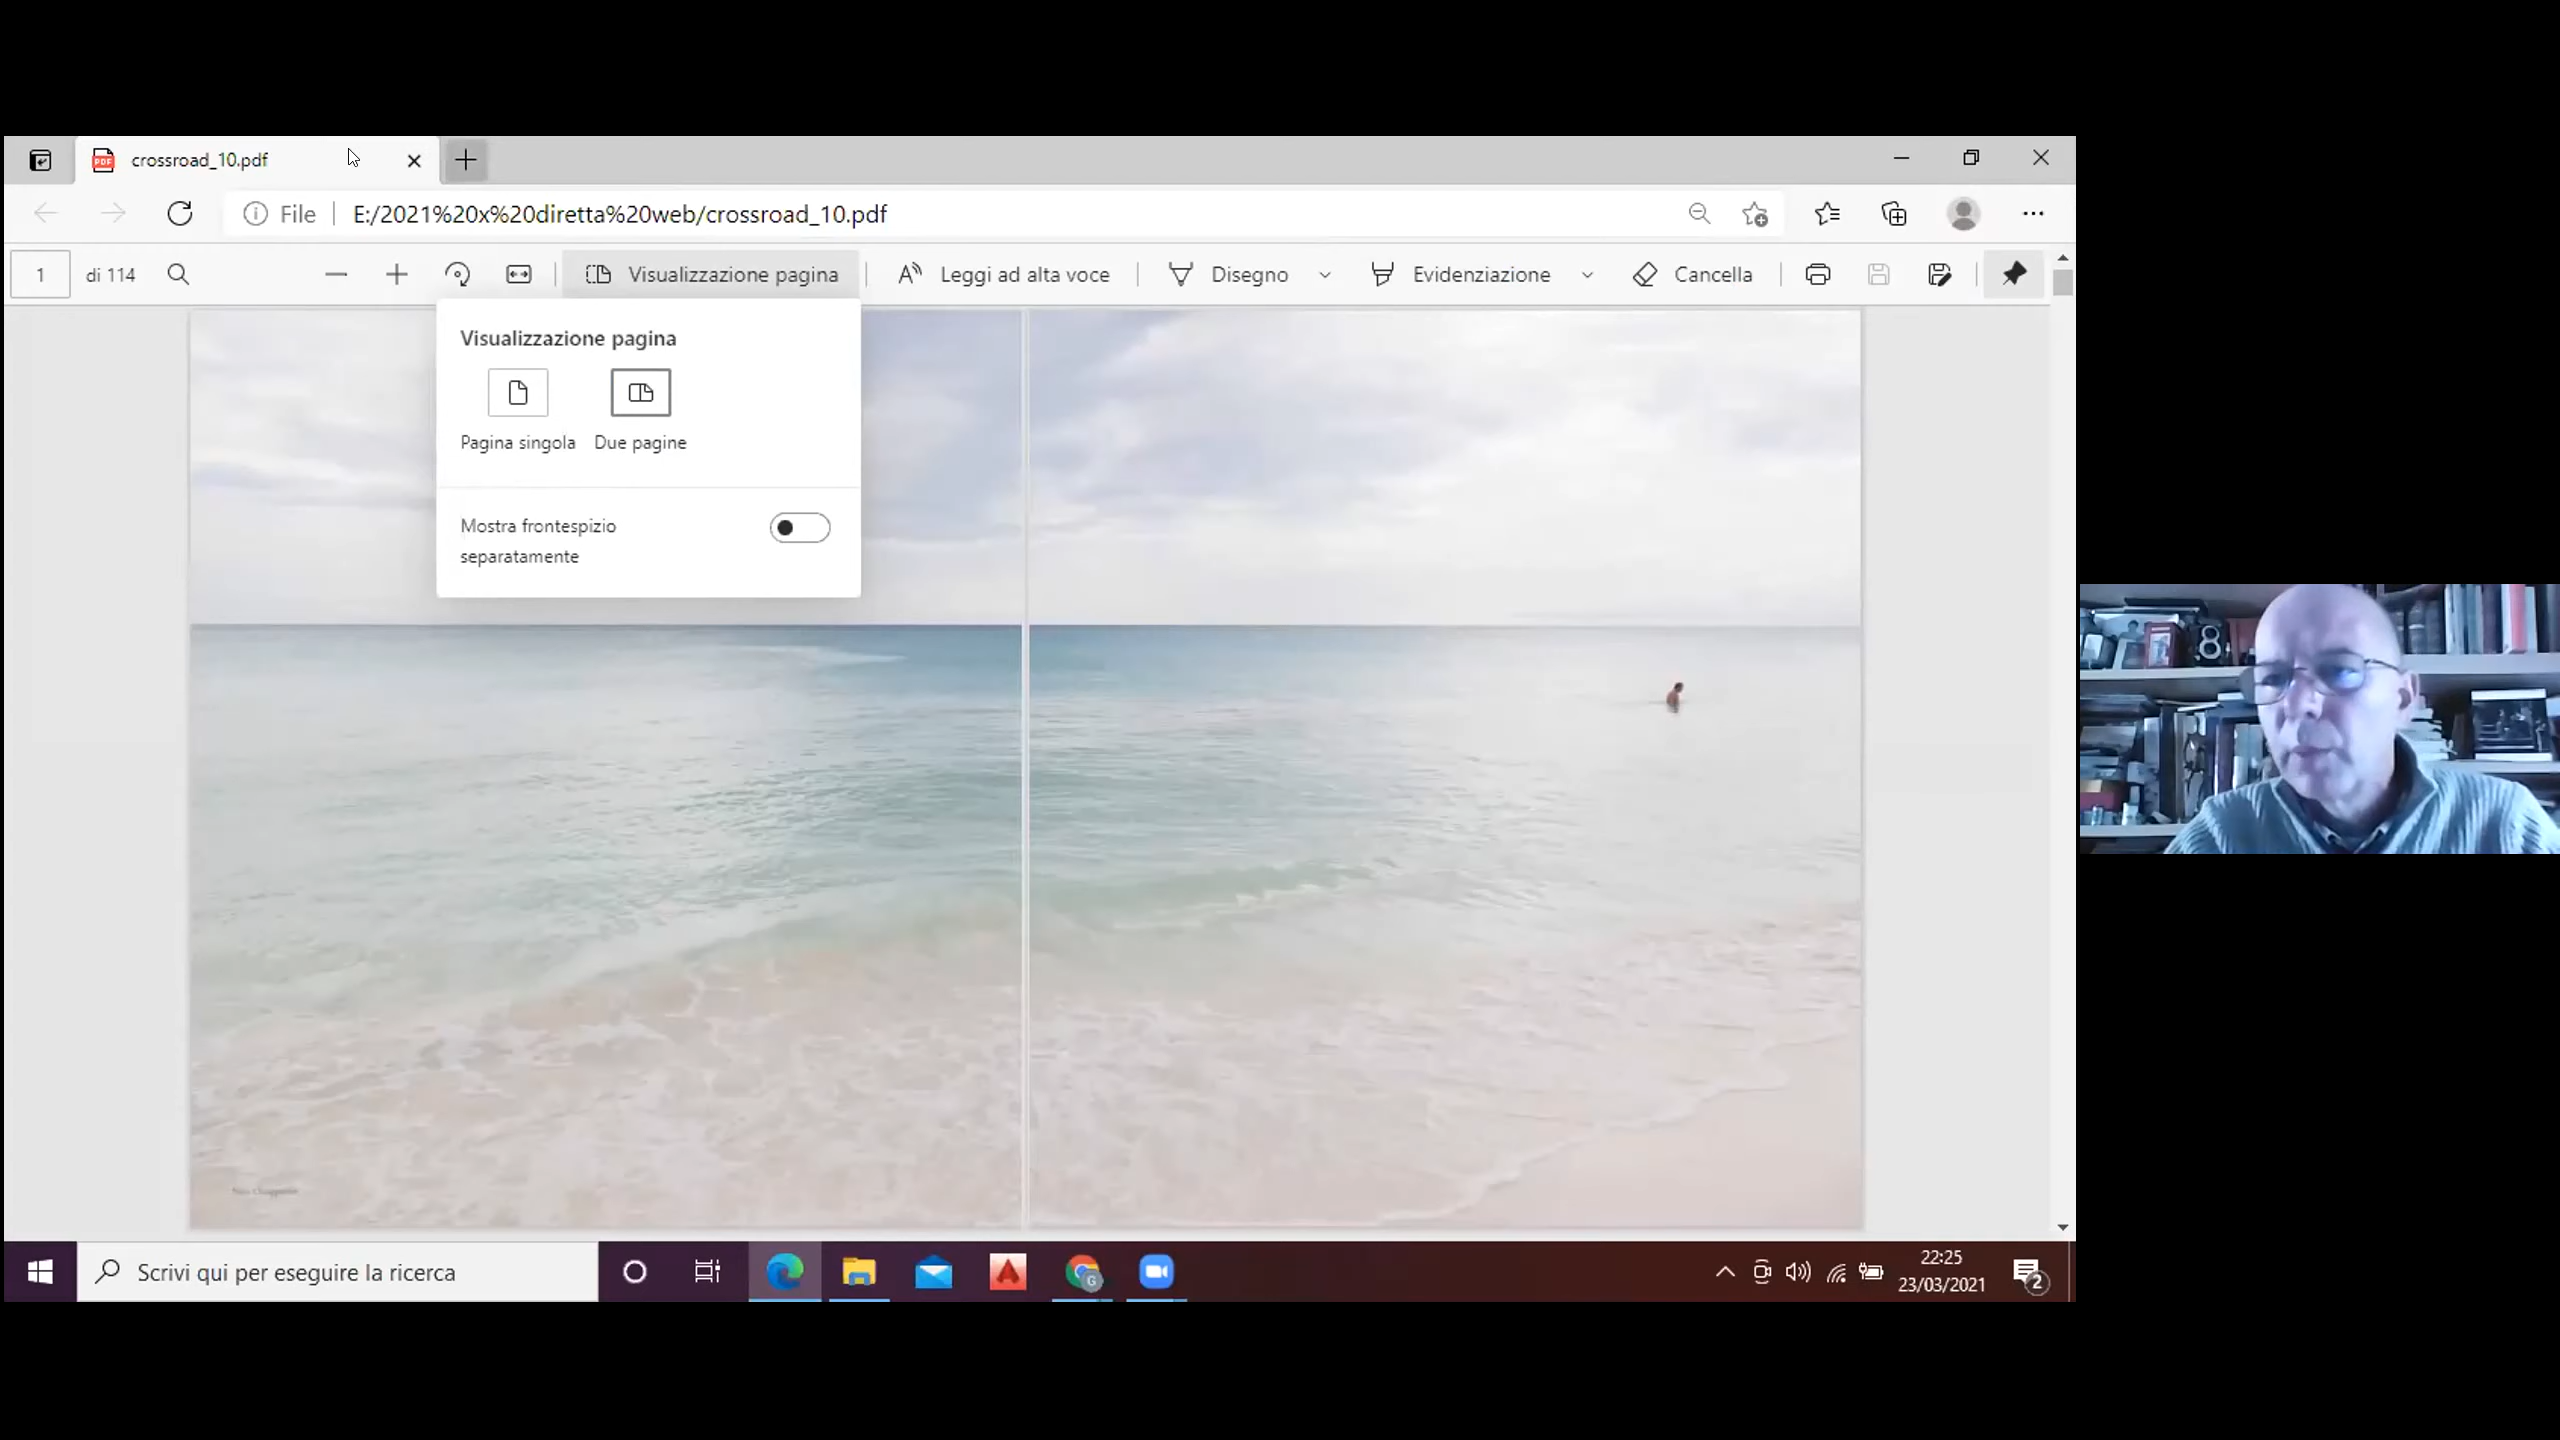 crossroad_10.pdf
File
E:/2021%20x%20diretta%20web/crossroad_10.pdf
1 di 114
Visualizzazione pagina
Leggi ad alta voce
Disegno
Evidenziazione
Cancella
Visualizzazione pagina
Pagina singola
Due pagine
Mostra frontespizio
separatamente
8
Scrivi qui per eseguire la ricerca
22:25
23/03/2021
2